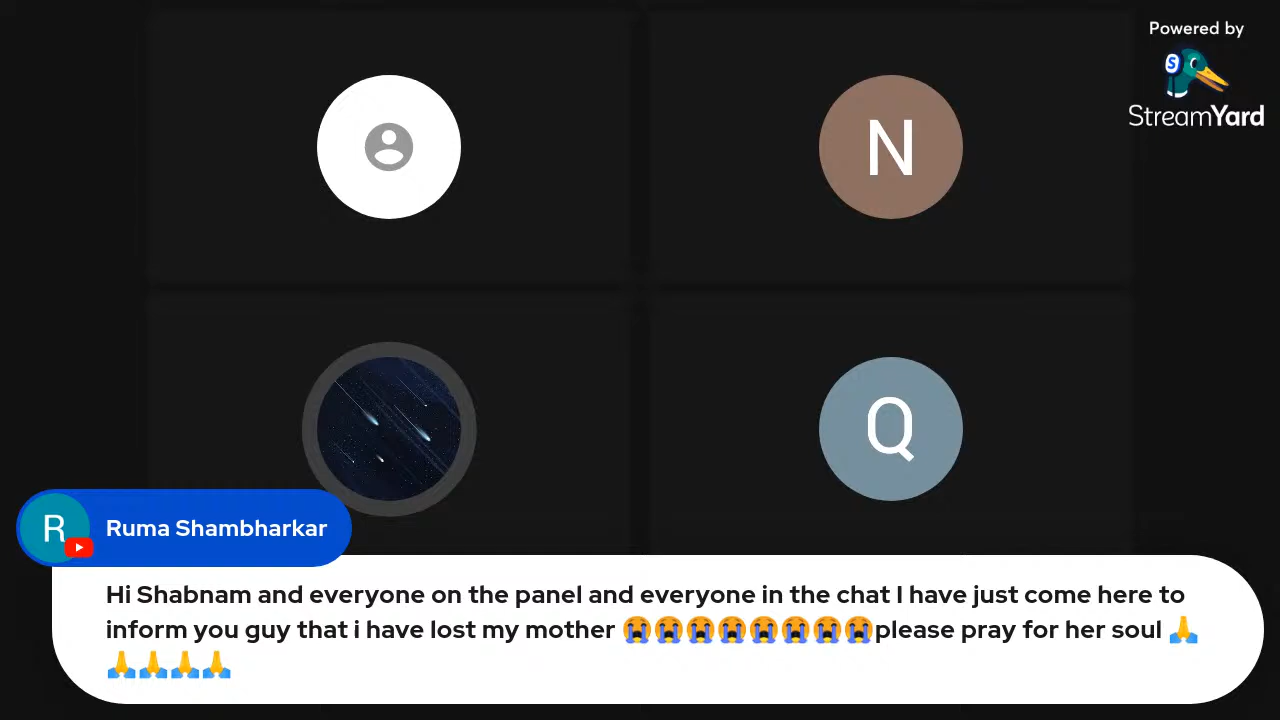 Powered by
StreamYard
S
N
Q
R
Ruma Shambharkar
Hi Shabnam and everyone on the panel and everyone in the chat I have just come here to
inform you guy that i have lost my mother 😭😭😭😭😭😭😭😭please pray for her soul 🙏
🙏🙏🙏🙏